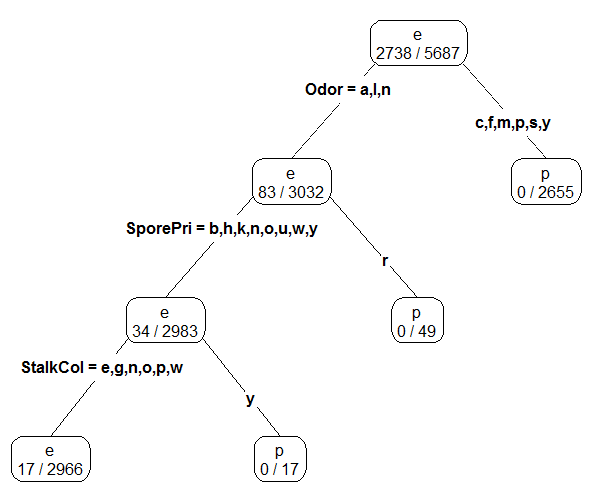 e
2738 / 5687
Odor = a,l,n
c,f,m,p,s,y
e
83 / 3032
p
0 / 2655
SporePri = b,h,k,n,o,u,w,y
r
e
34 / 2983
p
0 / 49
StalkCol = e,g,n,o,p,w
y
e
17 / 2966
p
0 / 17